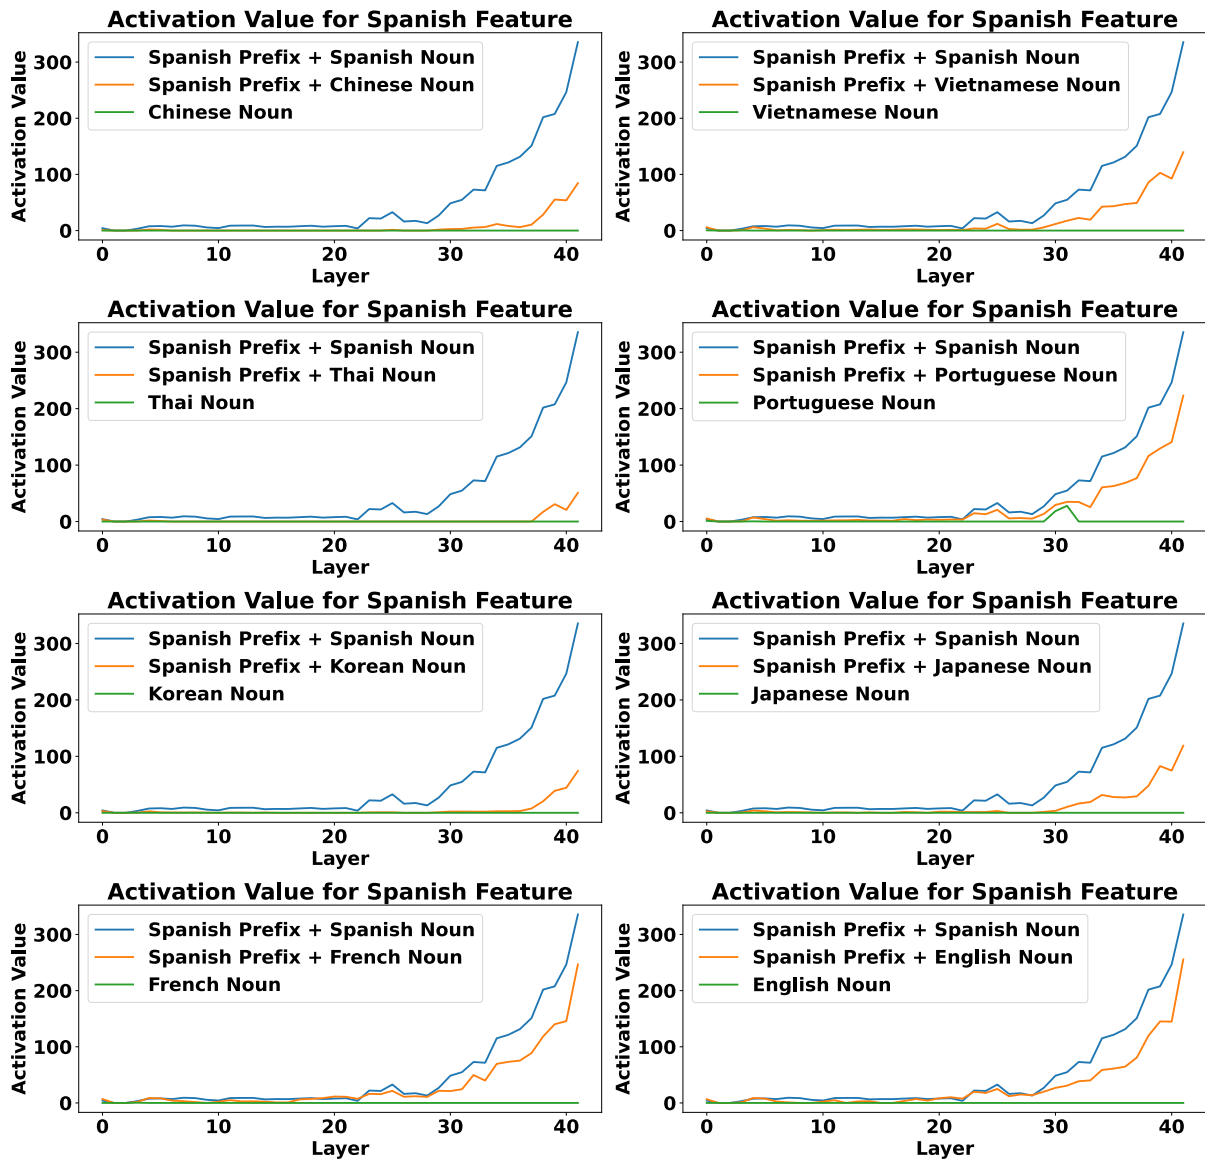 Activation Value for Spanish Feature
Activation Value
300
200
100
0
Spanish Prefix + Spanish Noun
Spanish Prefix + Chinese Noun
Chinese Noun
0 10 20 30 40
Layer
Activation Value for Spanish Feature
Activation Value
300
200
100
0
Spanish Prefix + Spanish Noun
Spanish Prefix + Vietnamese Noun
Vietnamese Noun
0 10 20 30 40
Layer
Activation Value for Spanish Feature
Activation Value
300
200
100
0
Spanish Prefix + Spanish Noun
Spanish Prefix + Thai Noun
Thai Noun
0 10 20 30 40
Layer
Activation Value for Spanish Feature
Activation Value
300
200
100
0
Spanish Prefix + Spanish Noun
Spanish Prefix + Portuguese Noun
Portuguese Noun
0 10 20 30 40
Layer
Activation Value for Spanish Feature
Activation Value
300
200
100
0
Spanish Prefix + Spanish Noun
Spanish Prefix + Korean Noun
Korean Noun
0 10 20 30 40
Layer
Activation Value for Spanish Feature
Activation Value
300
200
100
0
Spanish Prefix + Spanish Noun
Spanish Prefix + Japanese Noun
Japanese Noun
0 10 20 30 40
Layer
Activation Value for Spanish Feature
Activation Value
300
200
100
0
Spanish Prefix + Spanish Noun
Spanish Prefix + French Noun
French Noun
0 10 20 30 40
Layer
Activation Value for Spanish Feature
Activation Value
300
200
100
0
Spanish Prefix + Spanish Noun
Spanish Prefix + English Noun
English Noun
0 10 20 30 40
Layer